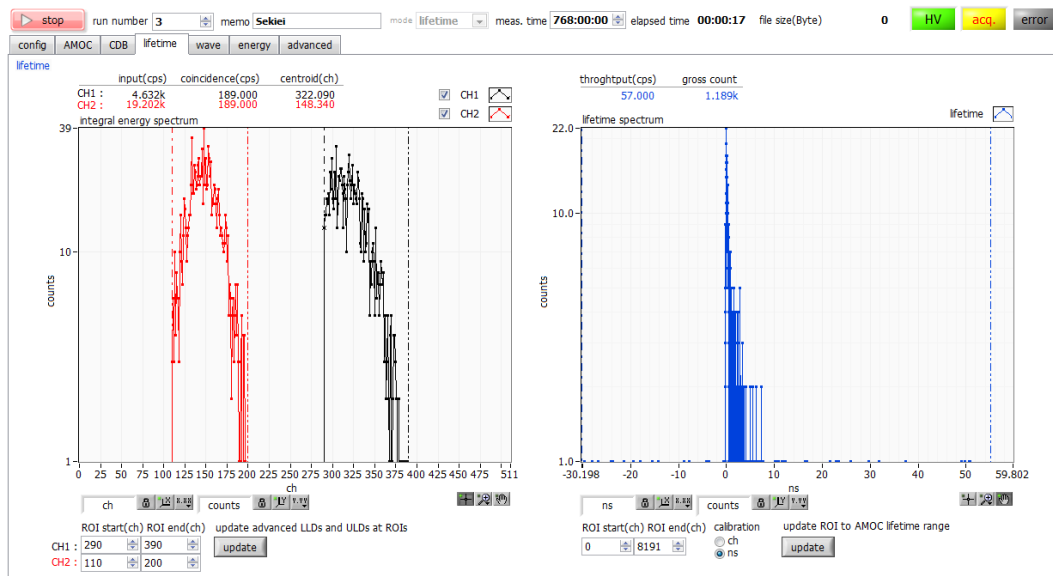 stop run number 3 memo Sekiei mode lifetime meas. time 768:00:00 elapsed time 00:00:17 file size(Byte) 0 HV acq. error
config AMOC CDB lifetime wave energy advanced
lifetime
input(cps) coincidence(cps) centroid(ch)
CH1 : 4.632k 189.000 322.090
CH2 : 19.202k 189.000 148.340
CH1
CH2
integral energy spectrum
39
10
1
counts
0 25 50 75 100 125 150 175 200 225 250 275 300 325 350 375 400 425 450 475 511
ch
ch counts
ROI start(ch) ROI end(ch) update advanced LLDs and ULDs at ROIs
CH1 : 290 390 update
CH2 : 110 200
throghtput(cps) gross count
57.000 1.189k
lifetime
lifetime spectrum
22.0
10.0
1.0
counts
-30.198 -20 -10 0 10 20 30 40 59.802
ns
ns counts
ROI start(ch) ROI end(ch) calibration update ROI to AMOC lifetime range
0 8191 ch
ns
update